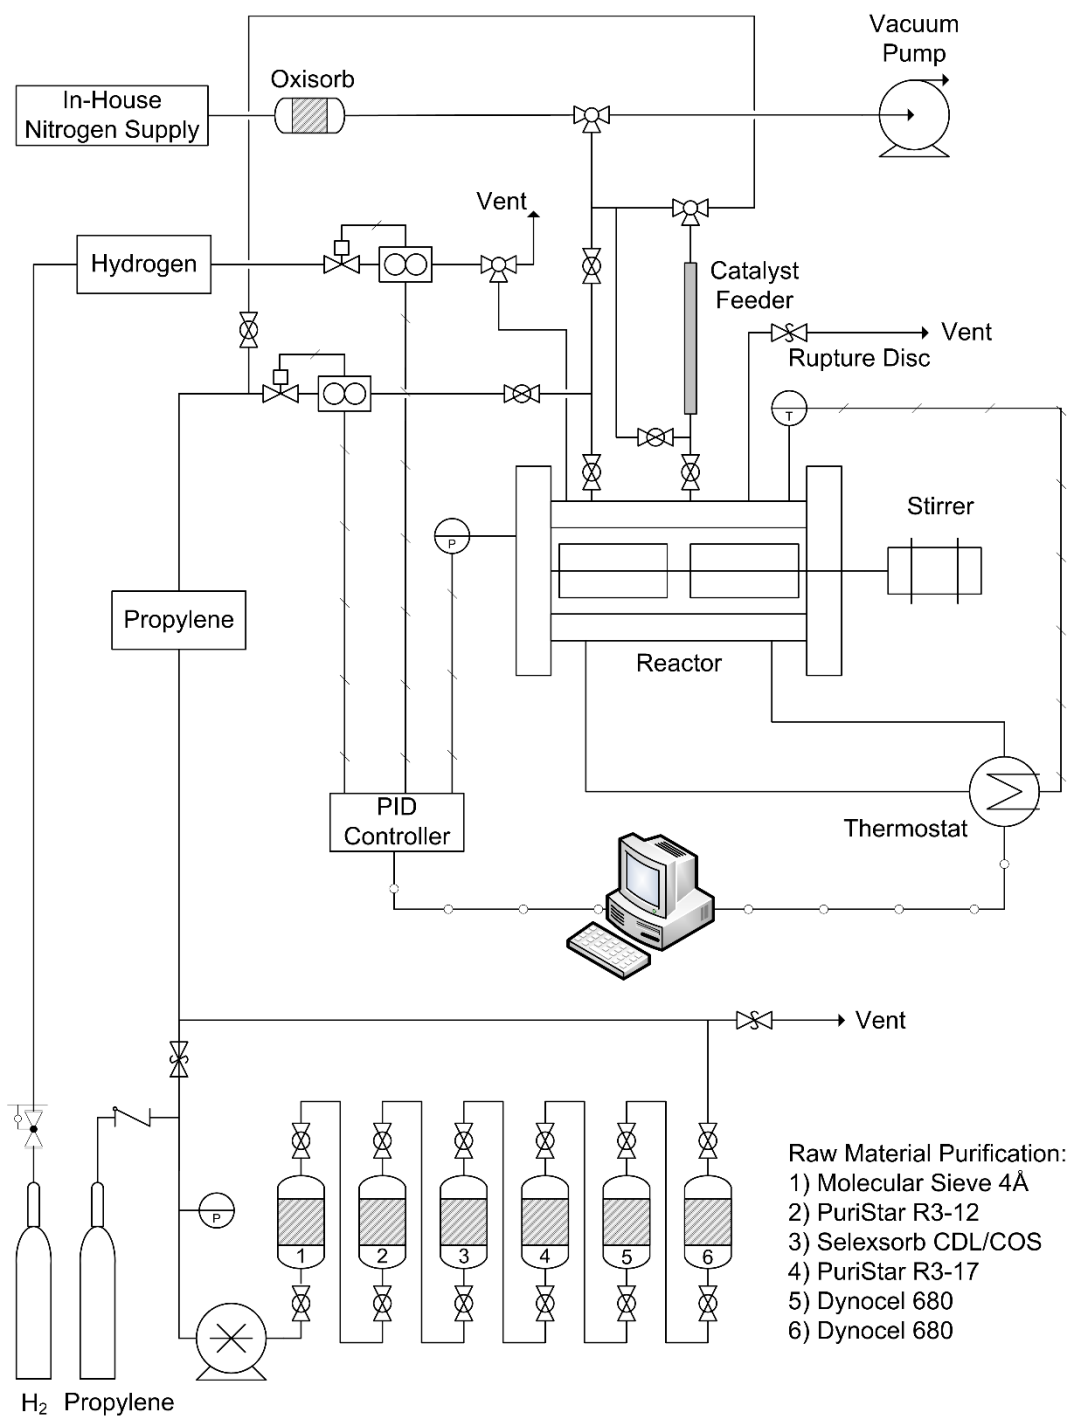 Vacuum
Pump
Oxisorb
In-House
Nitrogen Supply
Vent
Hydrogen
Catalyst
Feeder
Vent
Rupture Disc
T
Stirrer
P
Propylene
Reactor
PID
Controller
Thermostat
Vent
Raw Material Purification:
1) Molecular Sieve 4Å
2) PuriStar R3-12
3) Selexsorb CDL/COS
4) PuriStar R3-17
5) Dynocel 680
6) Dynocel 680
P
1
2
3
4
5
6
H₂
Propylene